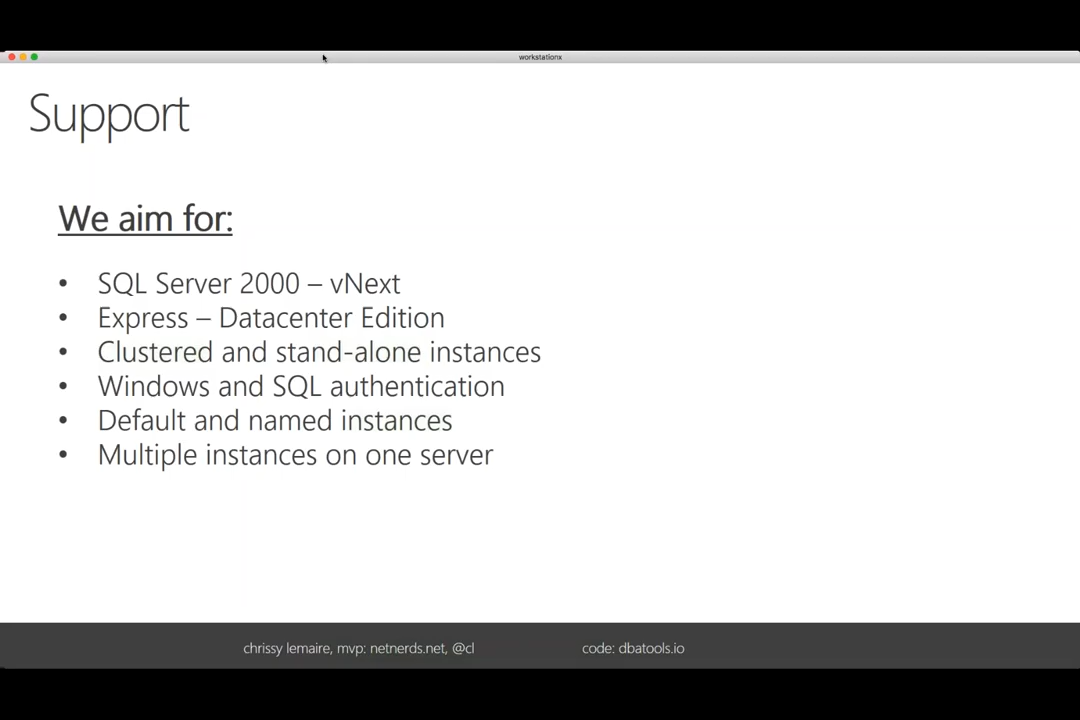 workstationx
Support
We aim for:
• SQL Server 2000 – vNext
• Express – Datacenter Edition
• Clustered and stand-alone instances
• Windows and SQL authentication
• Default and named instances
• Multiple instances on one server
chrissy lemaire, mvp: netnerds.net, @cl
code: dbatools.io